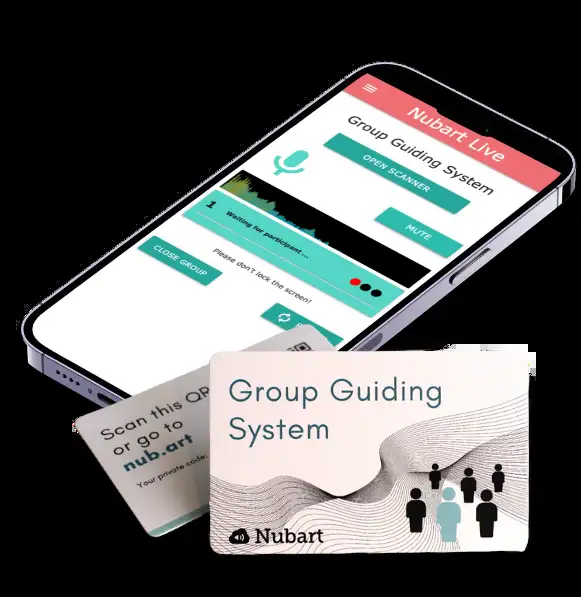 Nubart Live
Group Guiding System
OPEN SCANNER
MUTE
1
Waiting for participant ...
CLOSE GROUP
Please don't lock the screen!
Scan this QR
or go to
nub.art
Your private code:
Group Guiding
System
Nubart